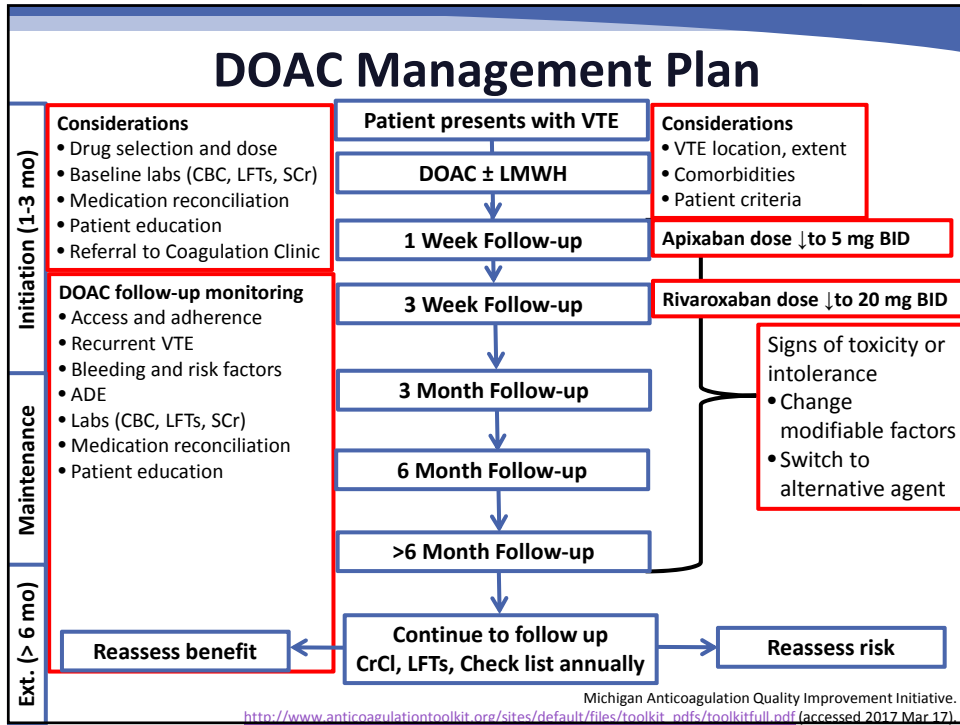 DOAC Management Plan
Initiation (1-3 mo)
Maintenance
Ext. (> 6 mo)
Considerations
• Drug selection and dose
• Baseline labs (CBC, LFTs, SCr)
• Medication reconciliation
• Patient education
• Referral to Coagulation Clinic
DOAC follow-up monitoring
• Access and adherence
• Recurrent VTE
• Bleeding and risk factors
• ADE
• Labs (CBC, LFTs, SCr)
• Medication reconciliation
• Patient education
Patient presents with VTE
DOAC ± LMWH
1 Week Follow-up
3 Week Follow-up
3 Month Follow-up
6 Month Follow-up
>6 Month Follow-up
Continue to follow up
CrCl, LFTs, Check list annually
Reassess benefit
Reassess risk
Considerations
• VTE location, extent
• Comorbidities
• Patient criteria
Apixaban dose ↓to 5 mg BID
Rivaroxaban dose ↓to 20 mg BID
Signs of toxicity or
intolerance
• Change
modifiable factors
• Switch to
alternative agent
Michigan Anticoagulation Quality Improvement Initiative.
http://www.anticoagulationtoolkit.org/sites/default/files/toolkit_pdfs/toolkitfull.pdf (accessed 2017 Mar 17).